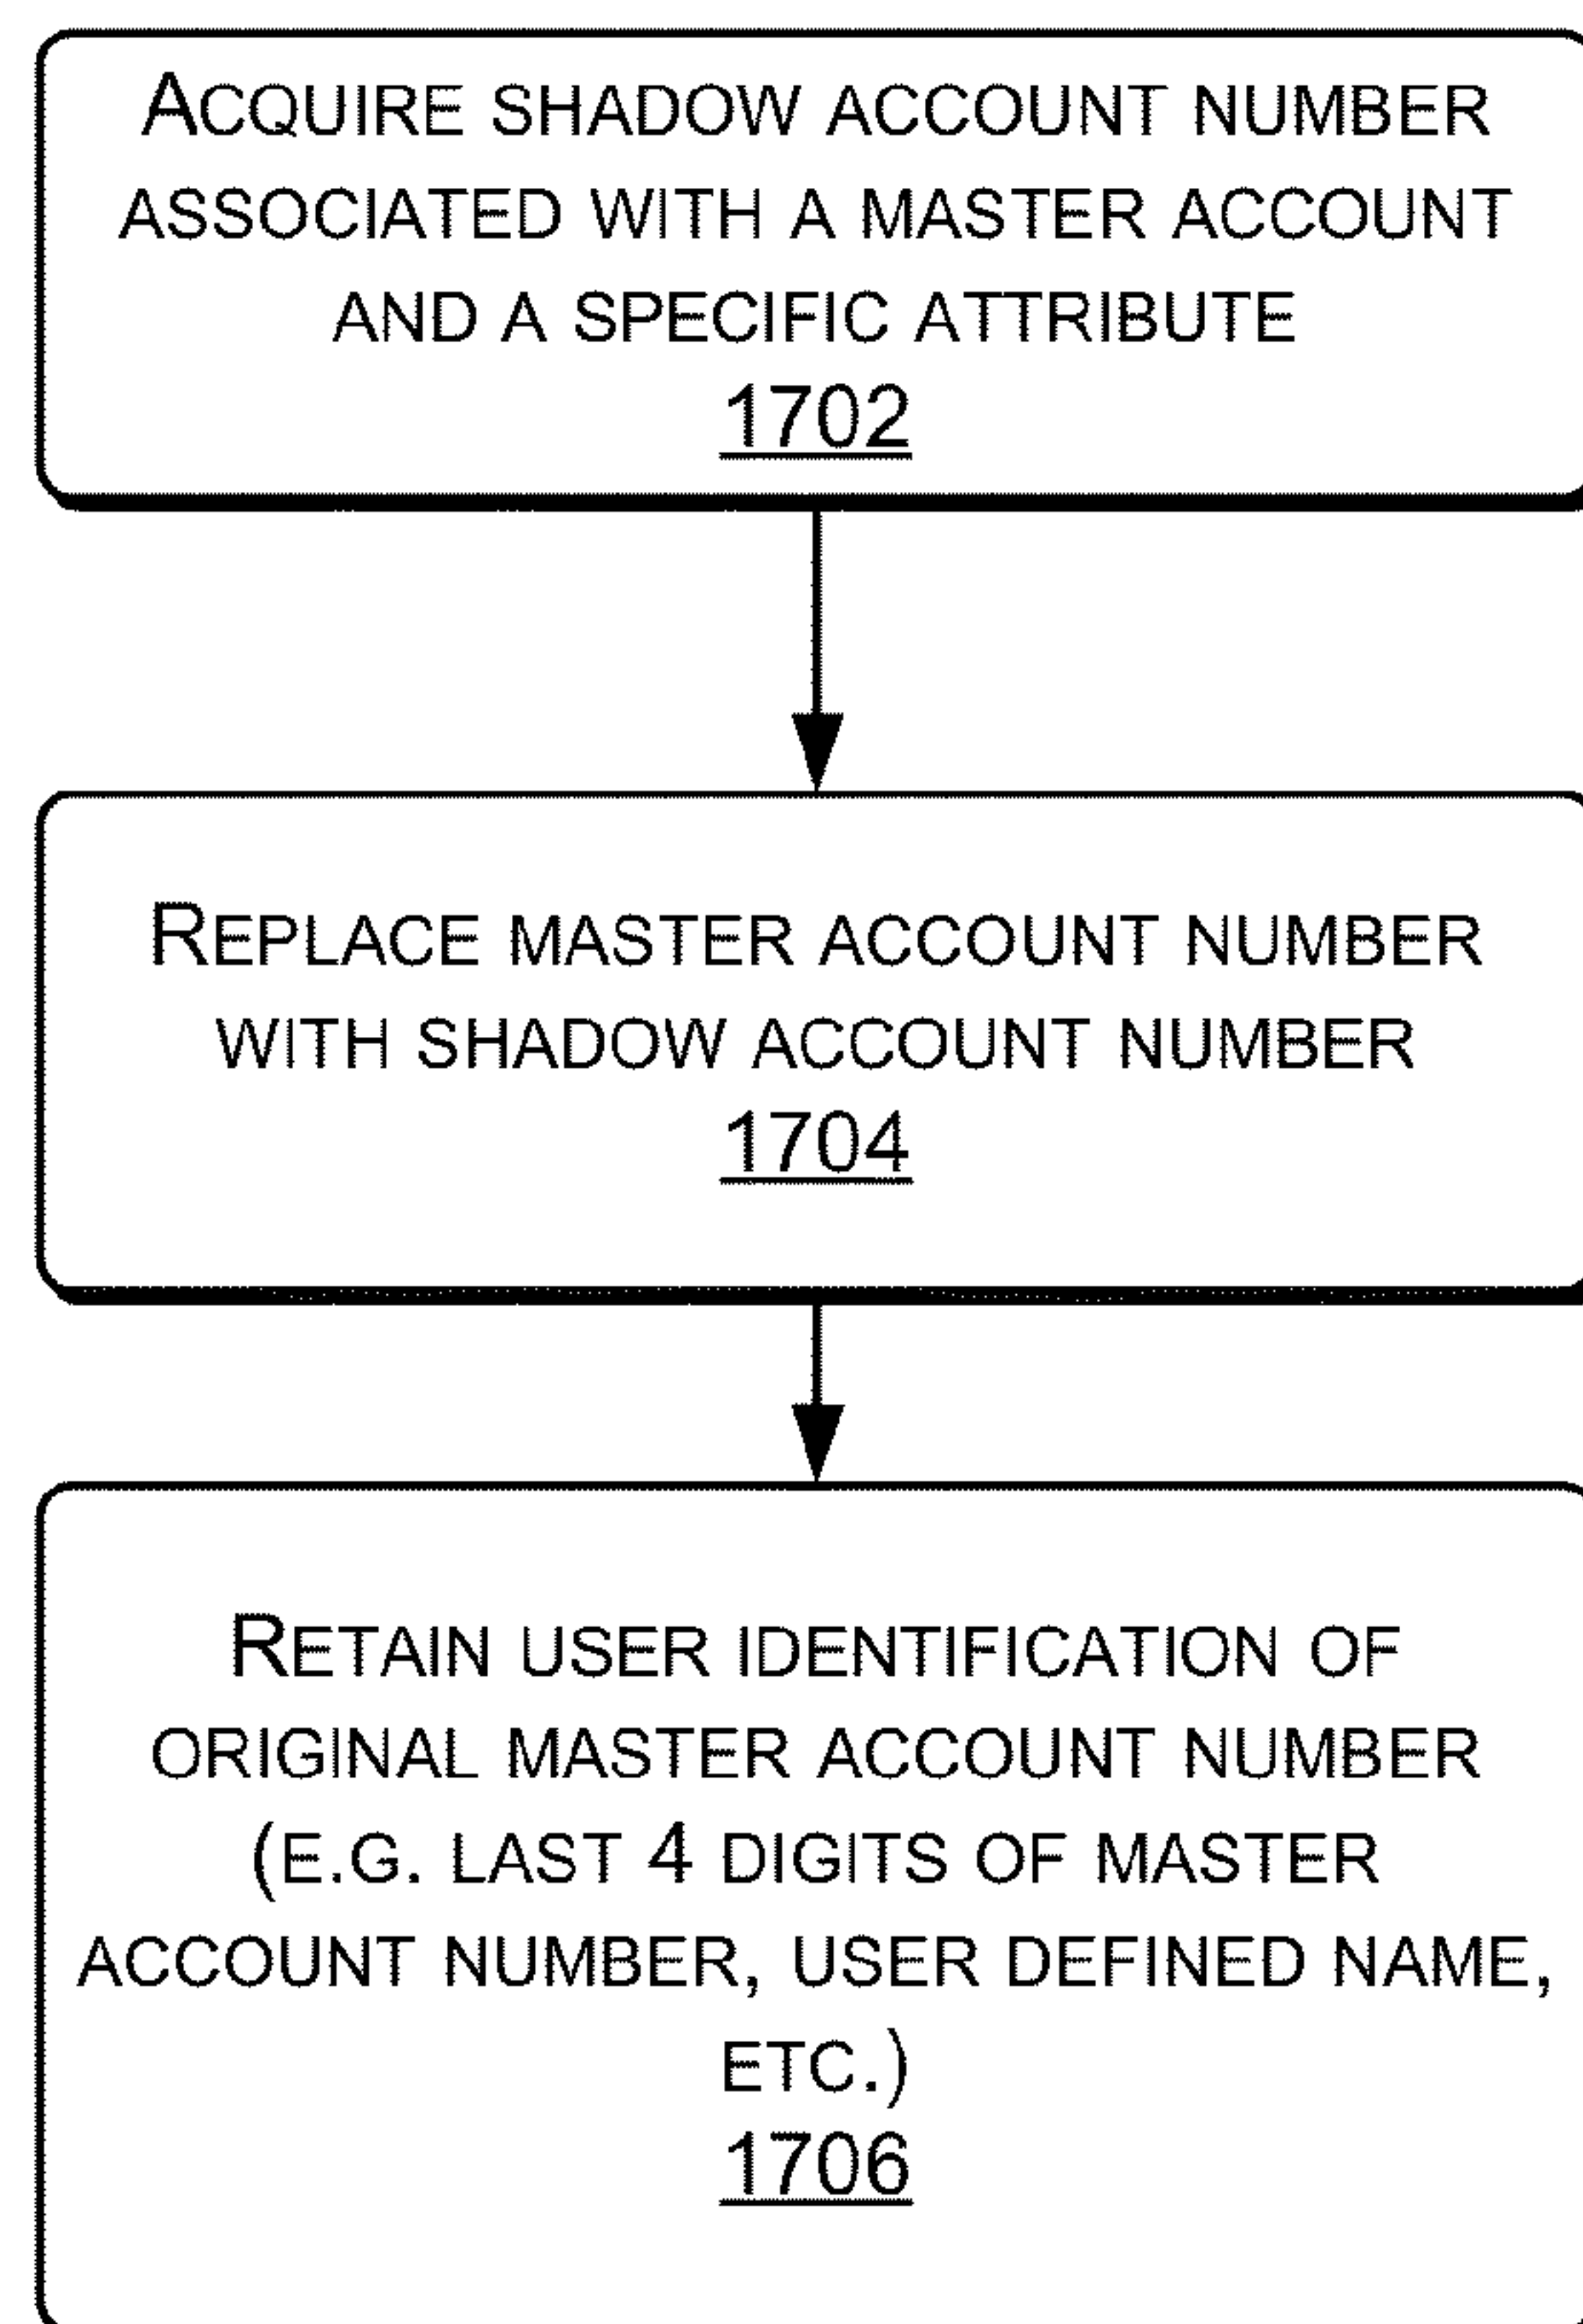 ACQUIRE SHADOW ACCOUNT NUMBER
ASSOCIATED WITH A MASTER ACCOUNT
AND A SPECIFIC ATTRIBUTE
1702
REPLACE MASTER ACCOUNT NUMBER
WITH SHADOW ACCOUNT NUMBER
1704
RETAIN USER IDENTIFICATION OF
ORIGINAL MASTER ACCOUNT NUMBER
(E.G. LAST 4 DIGITS OF MASTER
ACCOUNT NUMBER, USER DEFINED NAME,
ETC.)
1706